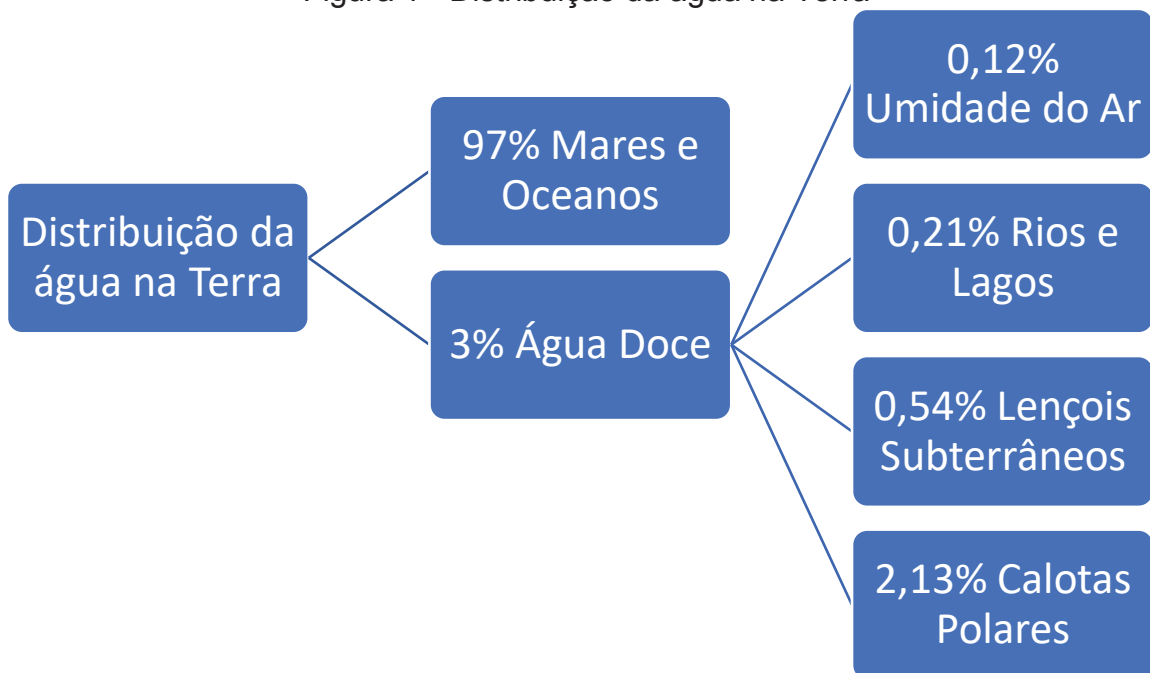 Distribuição da
água na Terra
97% Mares e
Oceanos
3% Água Doce
0,12%
Umidade do Ar
0,21% Rios e
Lagos
0,54% Lençois
Subterrâneos
2,13% Calotas
Polares